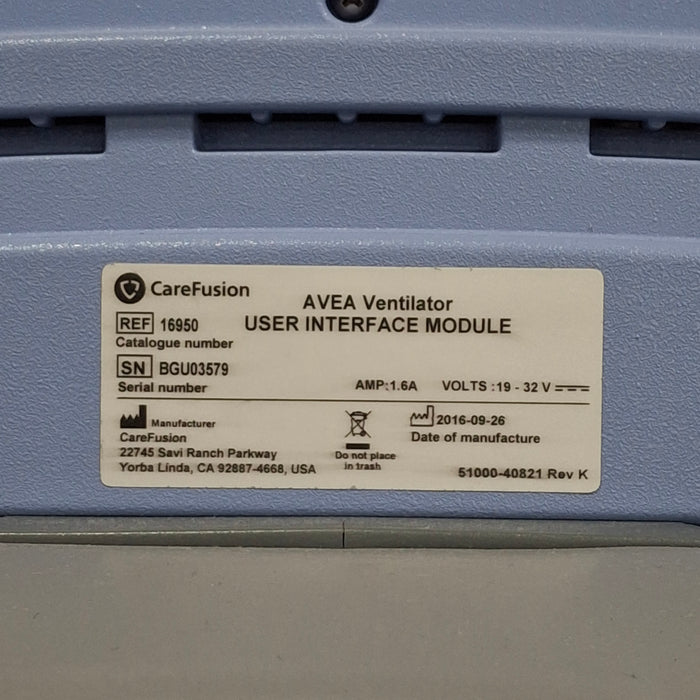 CareFusion
AVEA Ventilator
USER INTERFACE MODULE
REF 16950
Catalogue number
SN BGU03579
Serial number
AMP:1.6A VOLTS :19 - 32 V
Manufacturer
CareFusion
22745 Savi Ranch Parkway
Yorba Linda, CA 92887-4668, USA
Do not place
in trash
2016-09-26
Date of manufacture
51000-40821 Rev K